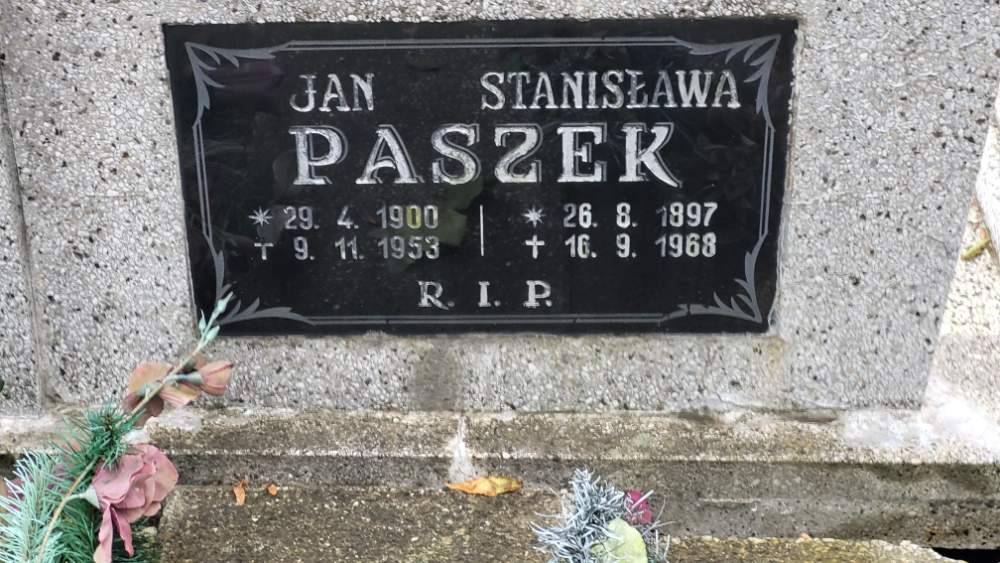 JAN STANISŁAWA
PASZEK
* 29. 4. 1900 | * 26. 8. 1897
† 9. 11. 1953 | † 16. 9. 1968
R. I. P.